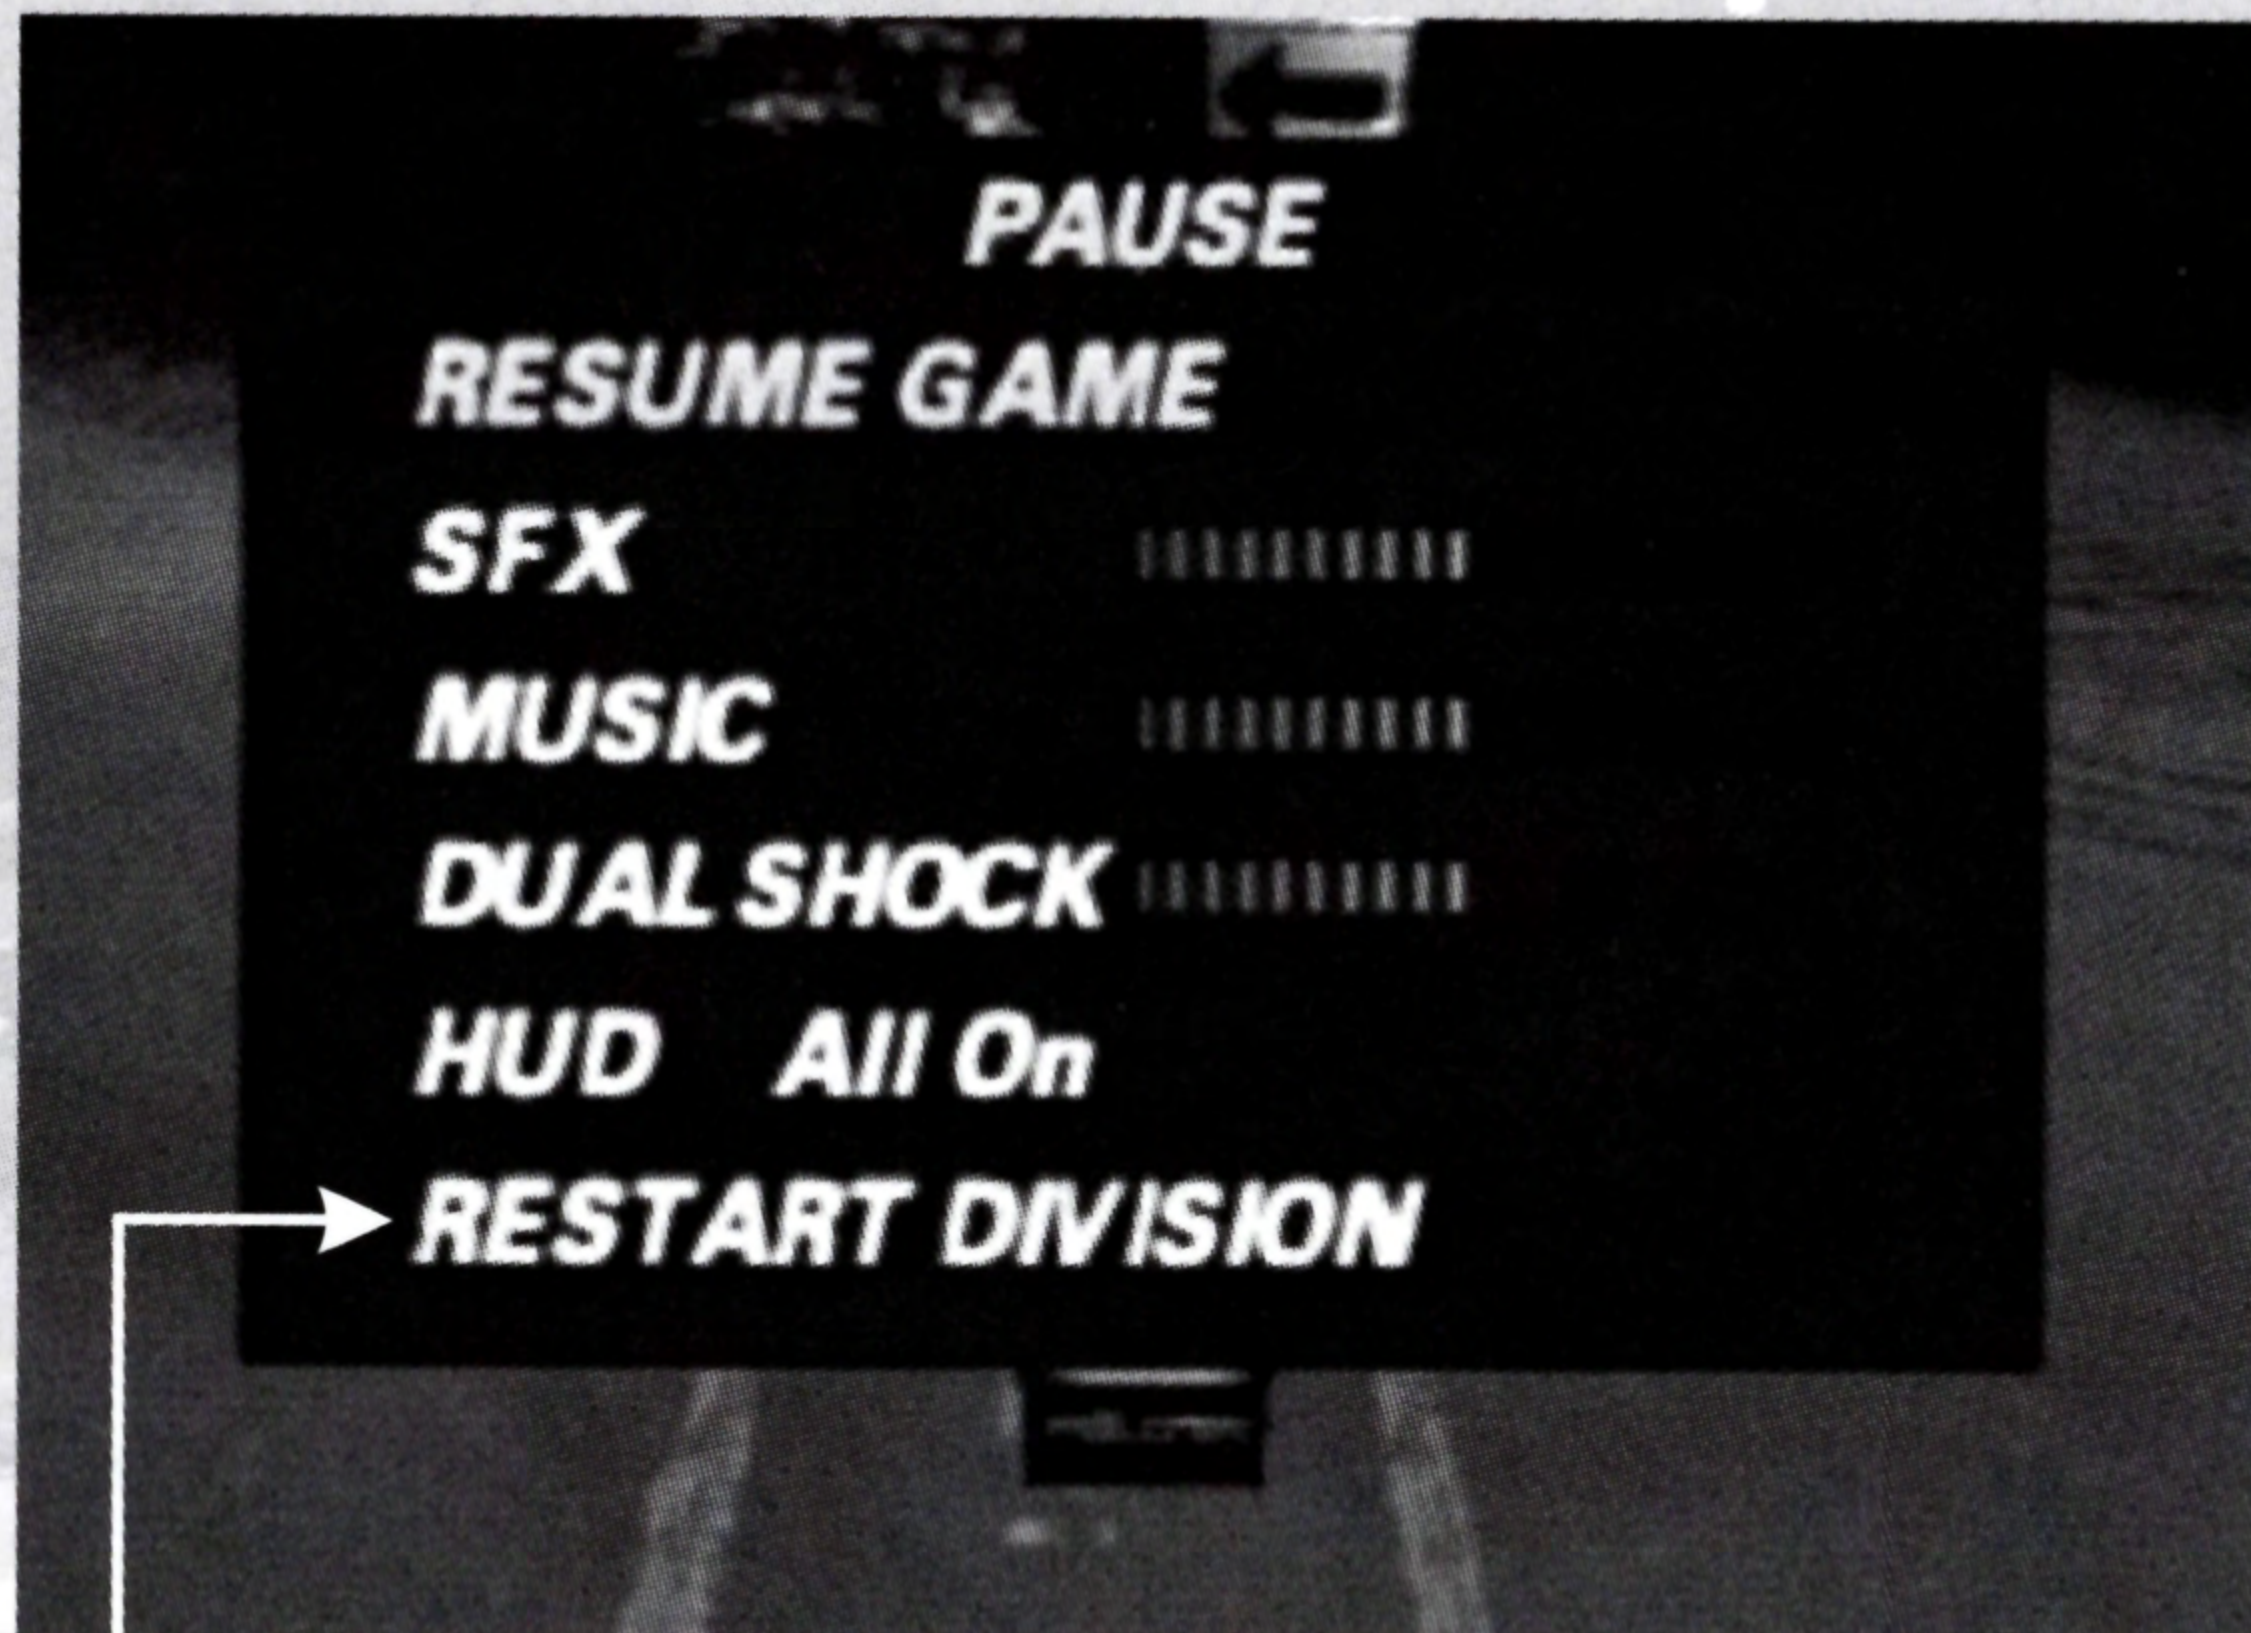 PAUSE
RESUME GAME
SFX
MUSIC
DUAL SHOCK
HUD All On
RESTART DIVISION